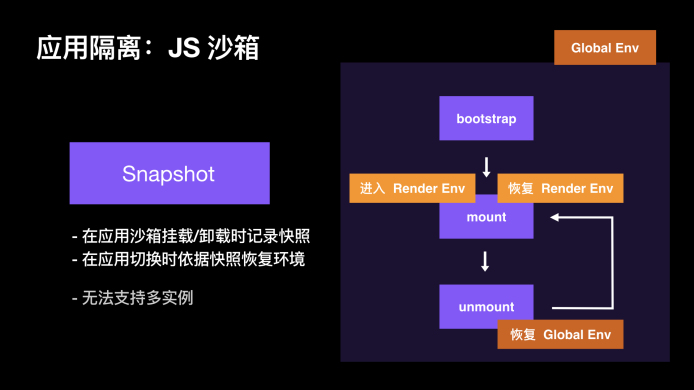 应用隔离：JS 沙箱
Global Env
Snapshot
- 在应用沙箱挂载/卸载时记录快照
- 在应用切换时依据快照恢复环境
- 无法支持多实例
bootstrap
进入 Render Env
恢复 Render Env
mount
unmount
恢复 Global Env